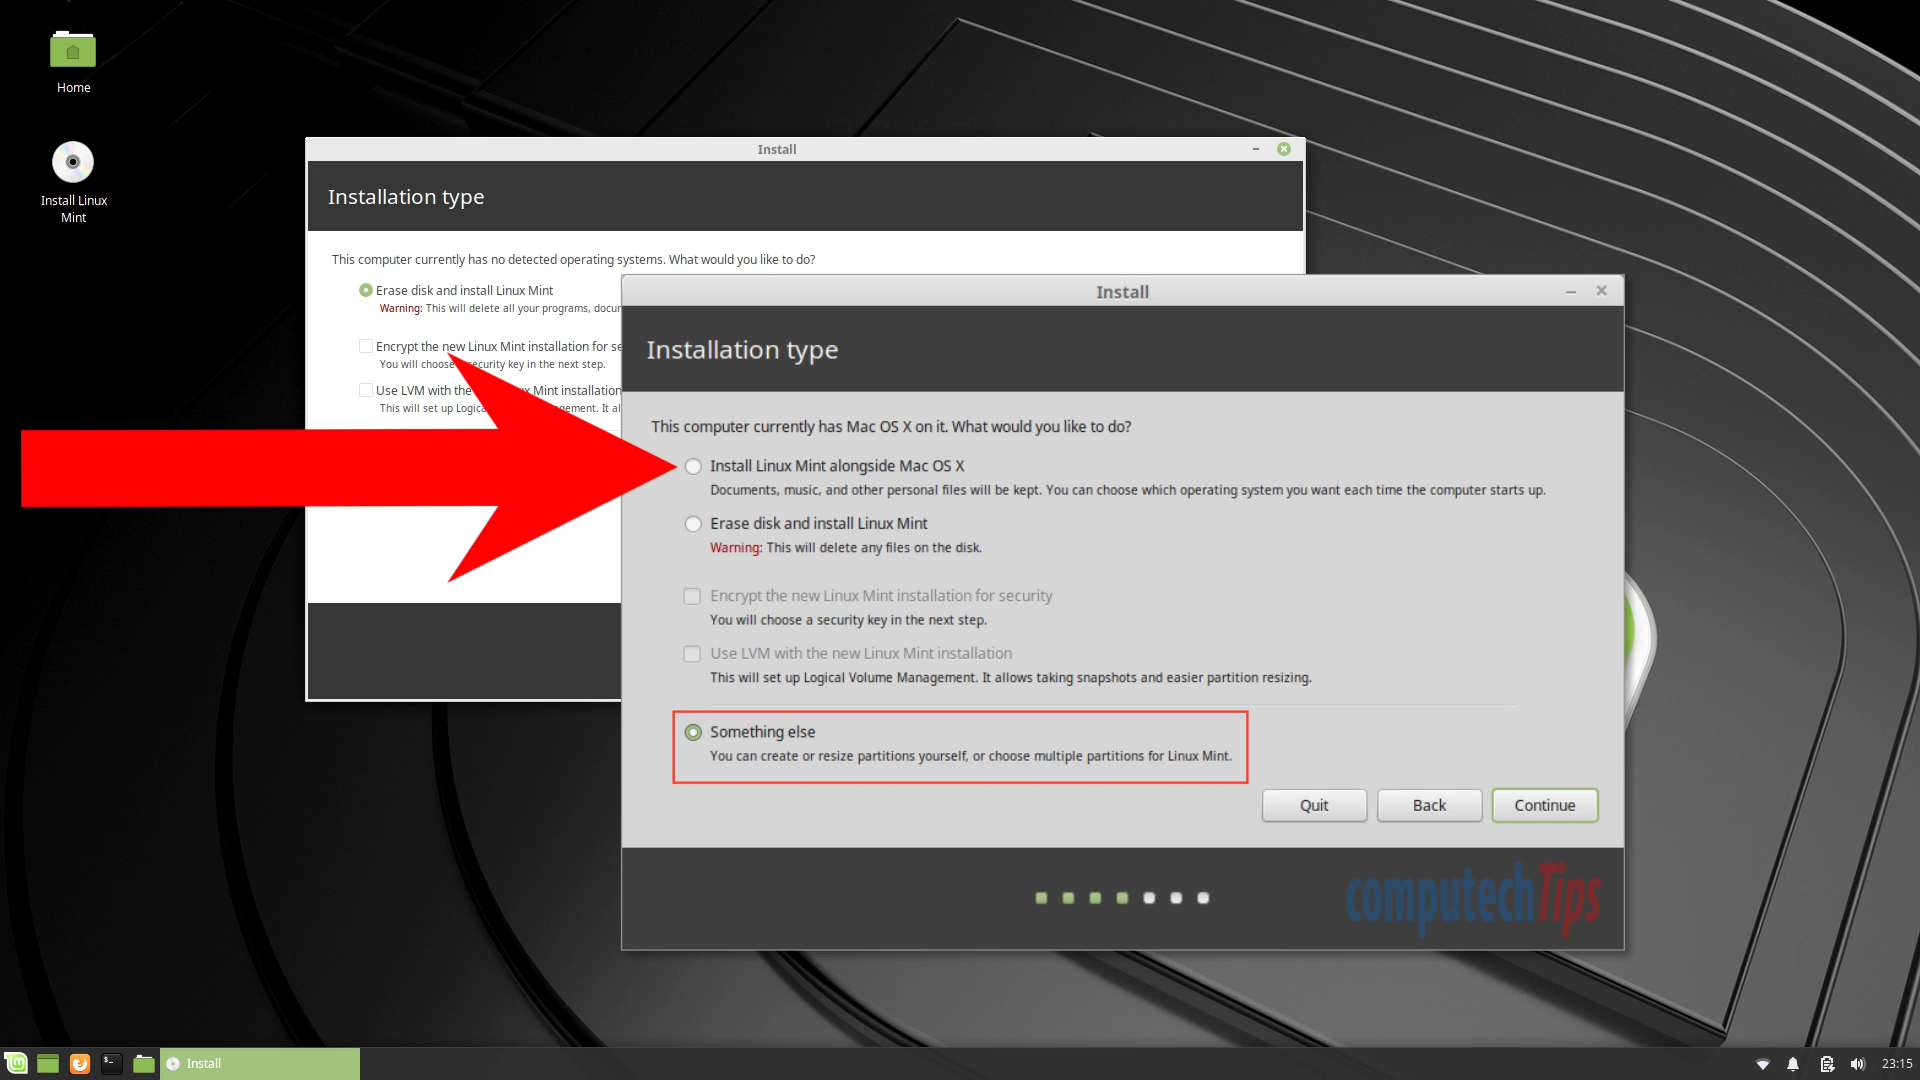 Home
Install Linux
Mint
Install
Installation type
This computer currently has no detected operating systems. What would you like to do?
Erase disk and install Linux Mint
Warning: This will delete all your programs, docu
Encrypt the new Linux Mint installation for se
You will choose security key in the next step.
Use LVM with the Mint installation
This will set up Logica ement. It al
Install
Installation type
This computer currently has Mac OS X on it. What would you like to do?
Install Linux Mint alongside Mac OS X
Documents, music, and other personal files will be kept. You can choose which operating system you want each time the computer starts up.
Erase disk and install Linux Mint
Warning: This will delete any files on the disk.
Encrypt the new Linux Mint installation for security
You will choose a security key in the next step.
Use LVM with the new Linux Mint installation
This will set up Logical Volume Management. It allows taking snapshots and easier partition resizing.
Something else
You can create or resize partitions yourself, or choose multiple partitions for Linux Mint.
Quit
Back
Continue
computechTips
Install
23:15